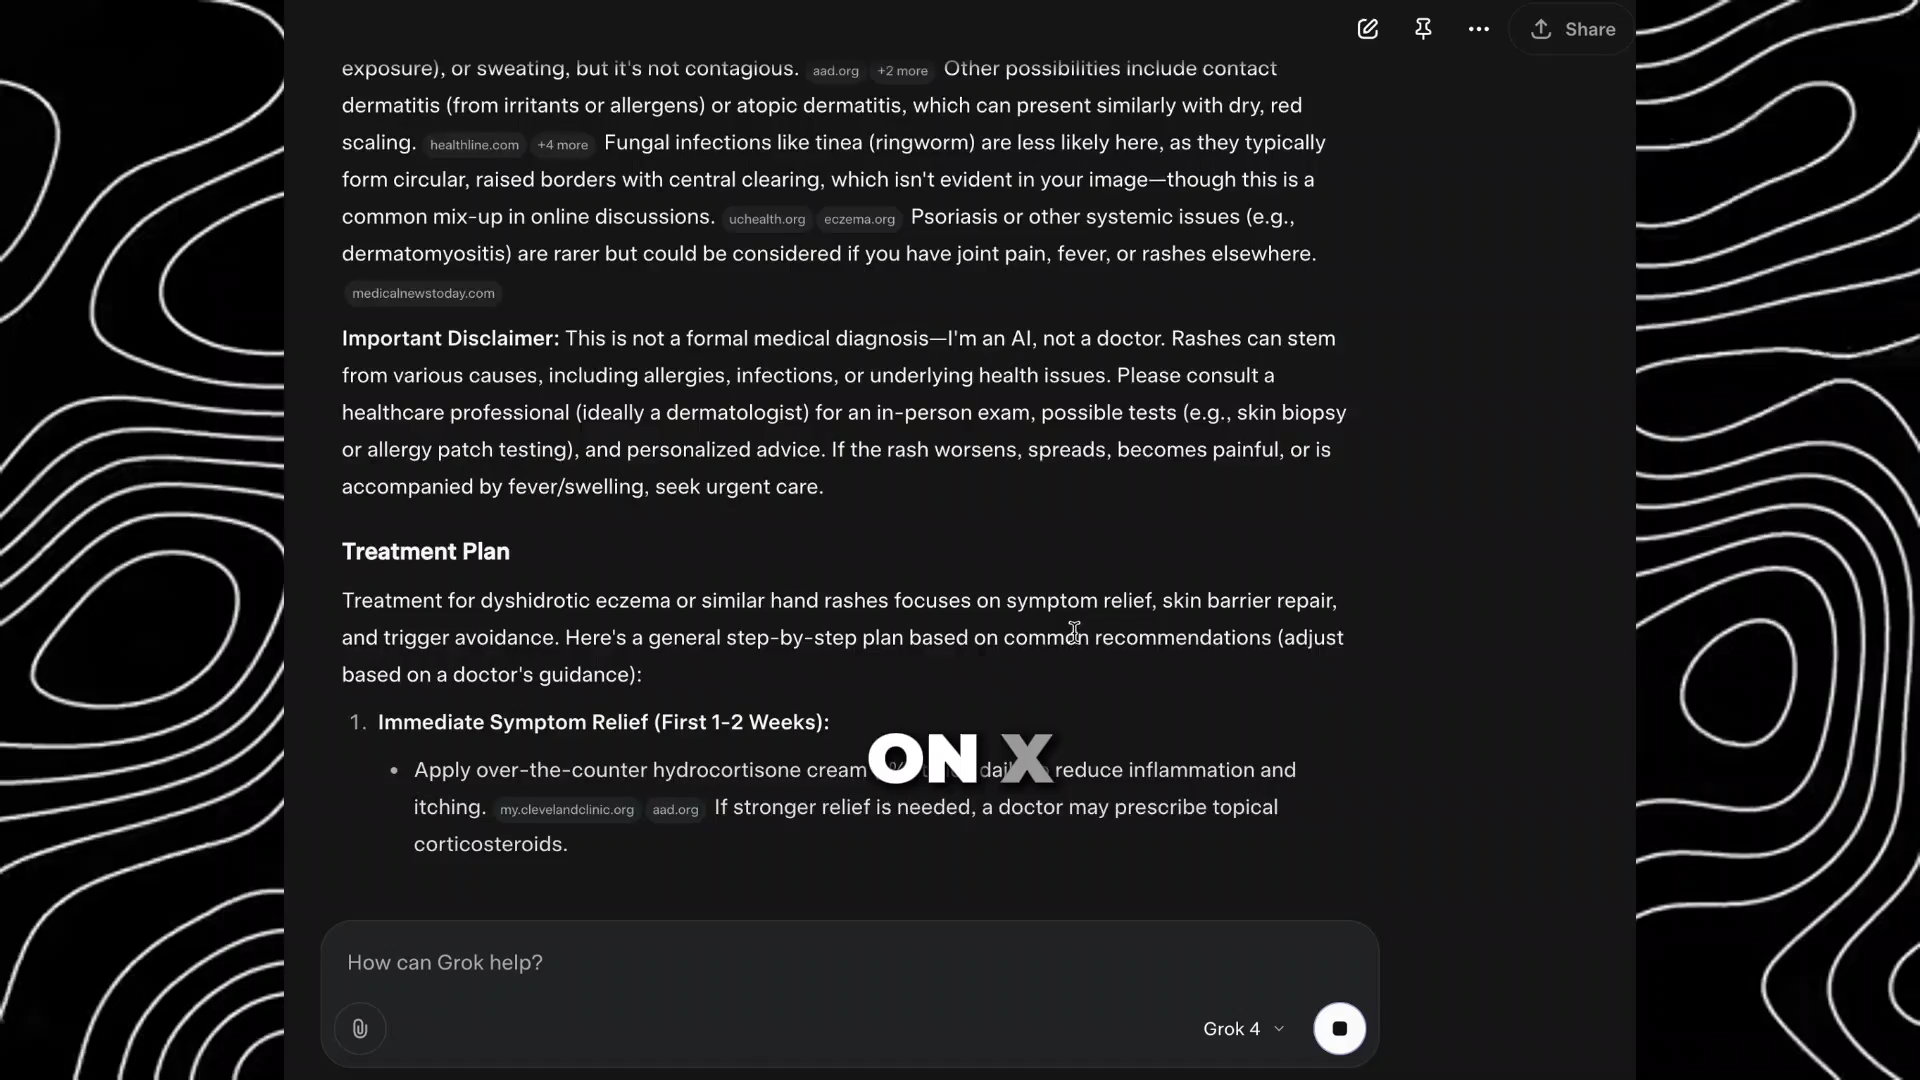 Share
exposure), or sweating, but it's not contagious. aad.org +2 more Other possibilities include contact
dermatitis (from irritants or allergens) or atopic dermatitis, which can present similarly with dry, red
scaling. healthline.com +4 more Fungal infections like tinea (ringworm) are less likely here, as they typically
form circular, raised borders with central clearing, which isn't evident in your image—though this is a
common mix-up in online discussions. uchealth.org eczema.org Psoriasis or other systemic issues (e.g.,
dermatomyositis) are rarer but could be considered if you have joint pain, fever, or rashes elsewhere.
medicalnewstoday.com
Important Disclaimer: This is not a formal medical diagnosis—I'm an AI, not a doctor. Rashes can stem
from various causes, including allergies, infections, or underlying health issues. Please consult a
healthcare professional (ideally a dermatologist) for an in-person exam, possible tests (e.g., skin biopsy
or allergy patch testing), and personalized advice. If the rash worsens, spreads, becomes painful, or is
accompanied by fever/swelling, seek urgent care.
Treatment Plan
Treatment for dyshidrotic eczema or similar hand rashes focuses on symptom relief, skin barrier repair,
and trigger avoidance. Here's a general step-by-step plan based on common recommendations (adjust
based on a doctor's guidance):
1. Immediate Symptom Relief (First 1-2 Weeks):
ON X
• Apply over-the-counter hydrocortisone cream reduce inflammation and
itching. my.clevelandclinic.org aad.org If stronger relief is needed, a doctor may prescribe topical
corticosteroids.
How can Grok help?
Grok 4